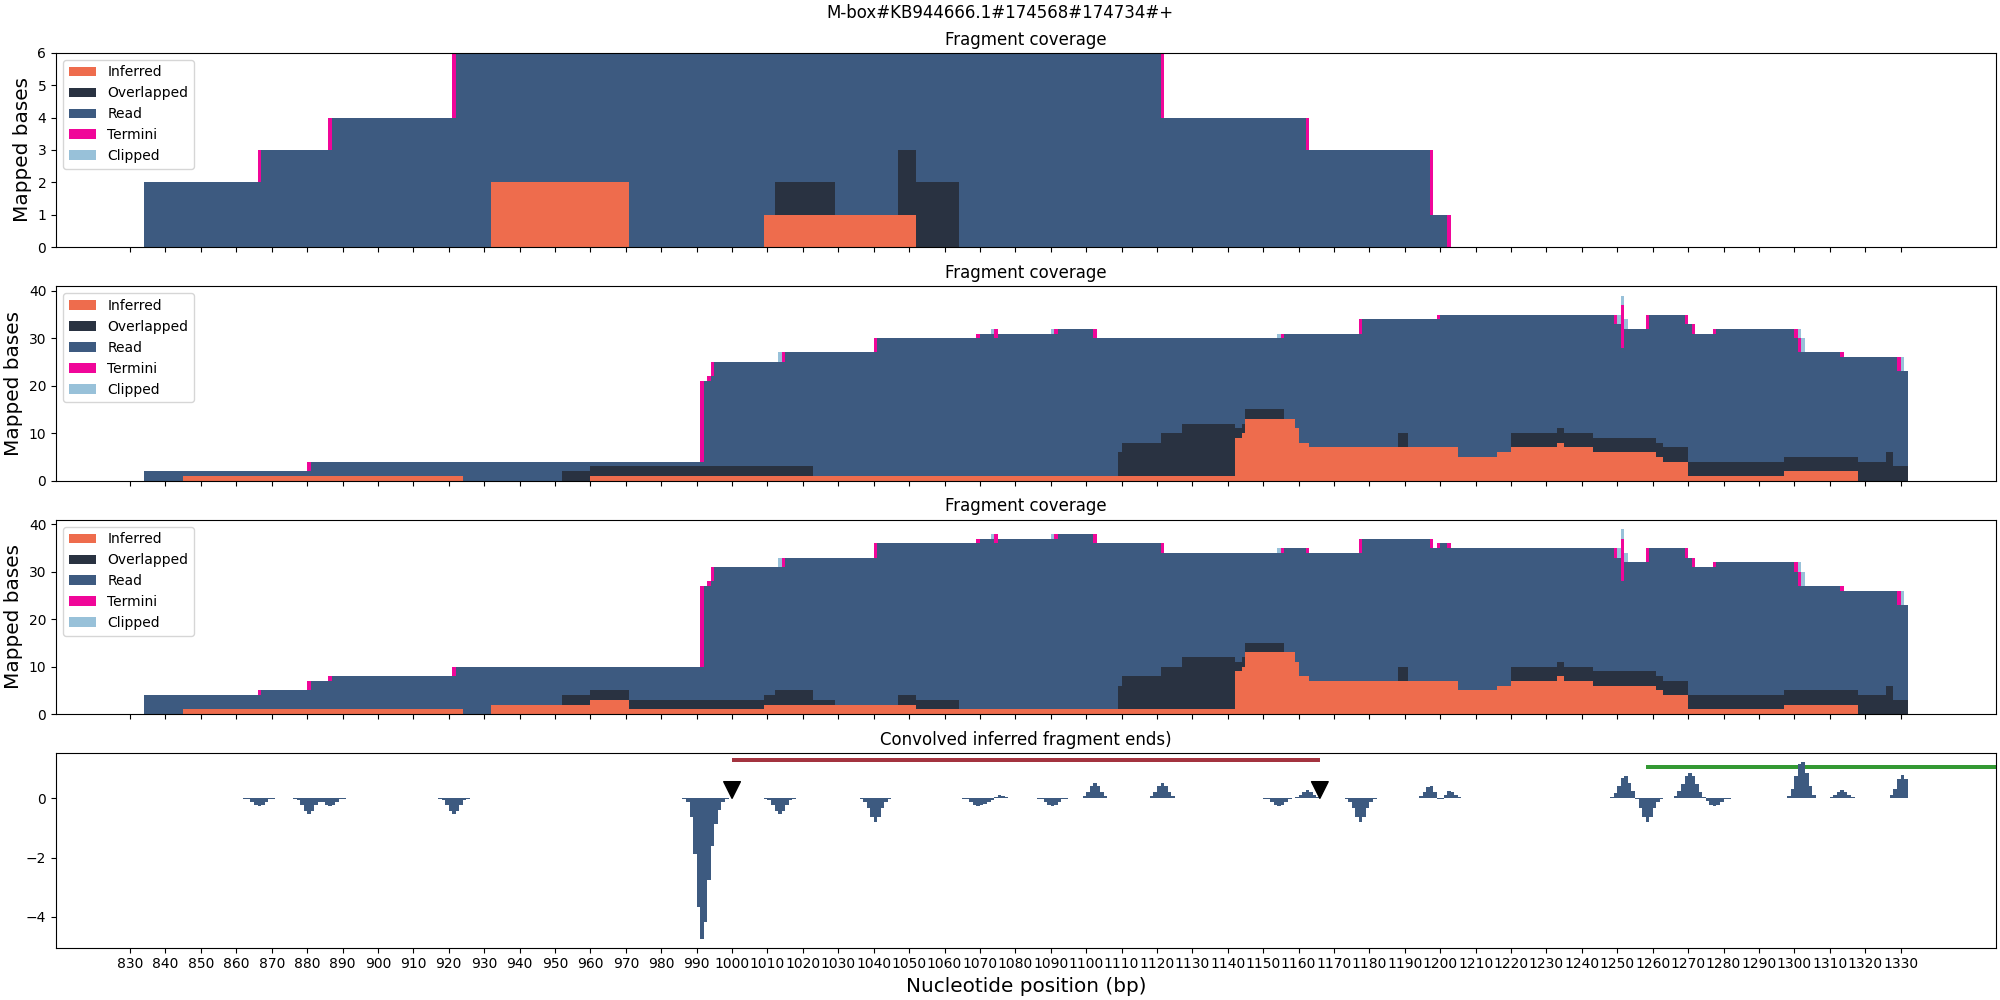 M-box#KB944666.1#174568#174734#+
Fragment coverage
Mapped bases
6
5
4
3
2
1
0
Inferred
Overlapped
Read
Termini
Clipped
Fragment coverage
Mapped bases
40
30
20
10
0
Inferred
Overlapped
Read
Termini
Clipped
Fragment coverage
Mapped bases
40
30
20
10
0
Inferred
Overlapped
Read
Termini
Clipped
Convolved inferred fragment ends)
0
−2
−4
830 840 850 860 870 880 890 900 910 920 930 940 950 960 970 980 990 1000 1010 1020 1030 1040 1050 1060 1070 1080 1090 1100 1110 1120 1130 1140 1150 1160 1170 1180 1190 1200 1210 1220 1230 1240 1250 1260 1270 1280 1290 1300 1310 1320 1330
Nucleotide position (bp)